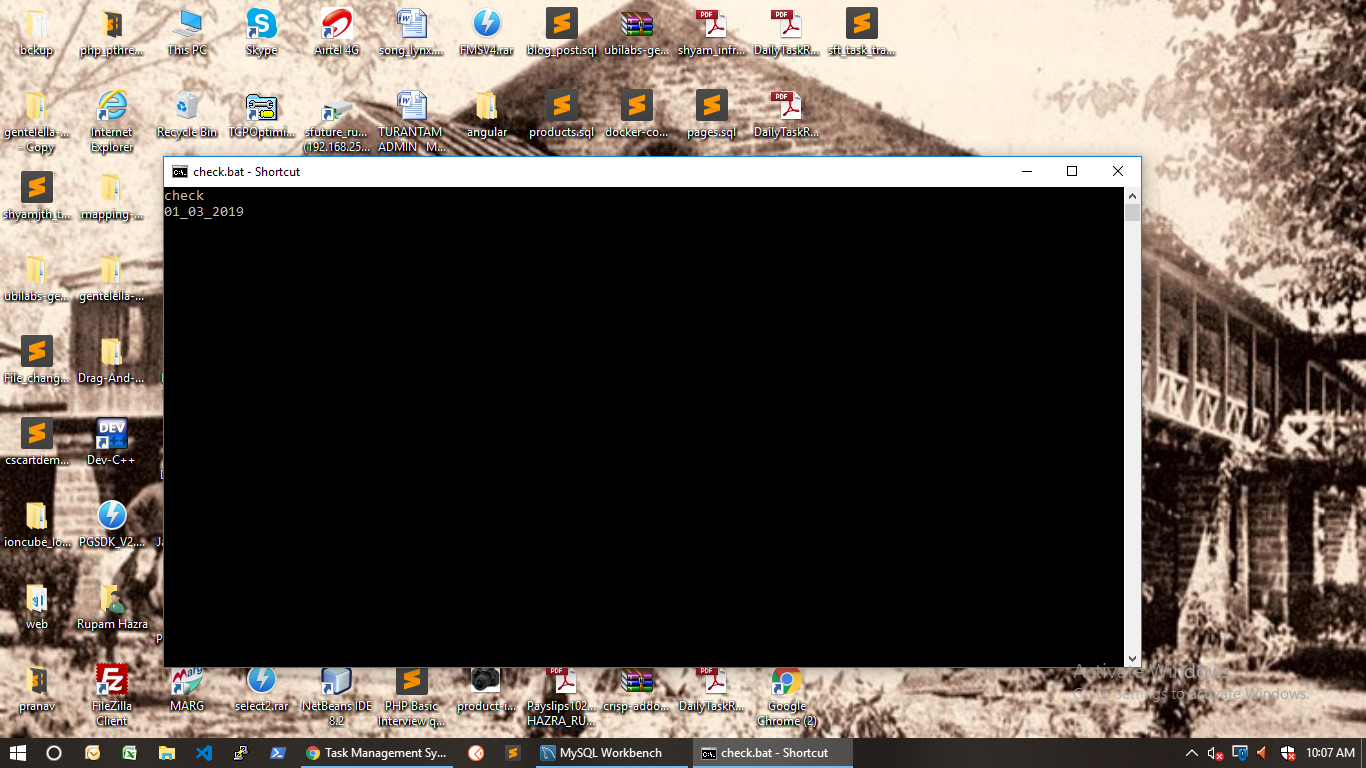 bckup
php_pthre...
This PC
Skype
Airtel 4G
song_lynx....
FMSV4.rar
blog_post.sql
ubilabs-ge...
shyam_infr...
DailyTaskR...
sft_task_tra...
gentelella-...
- Copy
Internet
Explorer
Recycle Bin
TCPOptimi...
sfuture_ru...
(192.168.25...
TURANTAM
ADMIN_ M...
angular
products.sql
docker-co...
pages.sql
DailyTaskR...
check.bat - Shortcut
check
01_03_2019
shyamjth_t...
mapping-...
ubilabs-ge...
gentelella-...
File_chang...
Drag-And-...
cscartdem...
DEV
Dev-C++
ioncube_lo...
PGSDK_V2....
web
Rupam Hazra
pranav
FileZilla
Client
MARG
select2.rar
NetBeans IDE
8.2
PHP Basic
Interview q...
product-i...
Payslips102...
HAZRA_RU...
crisp-addo...
DailyTaskR...
Google
Chrome (2)
Activate Windows
Go to Settings to activate Windows.
Task Management Sy...
MySQL Workbench
check.bat - Shortcut
10:07 AM